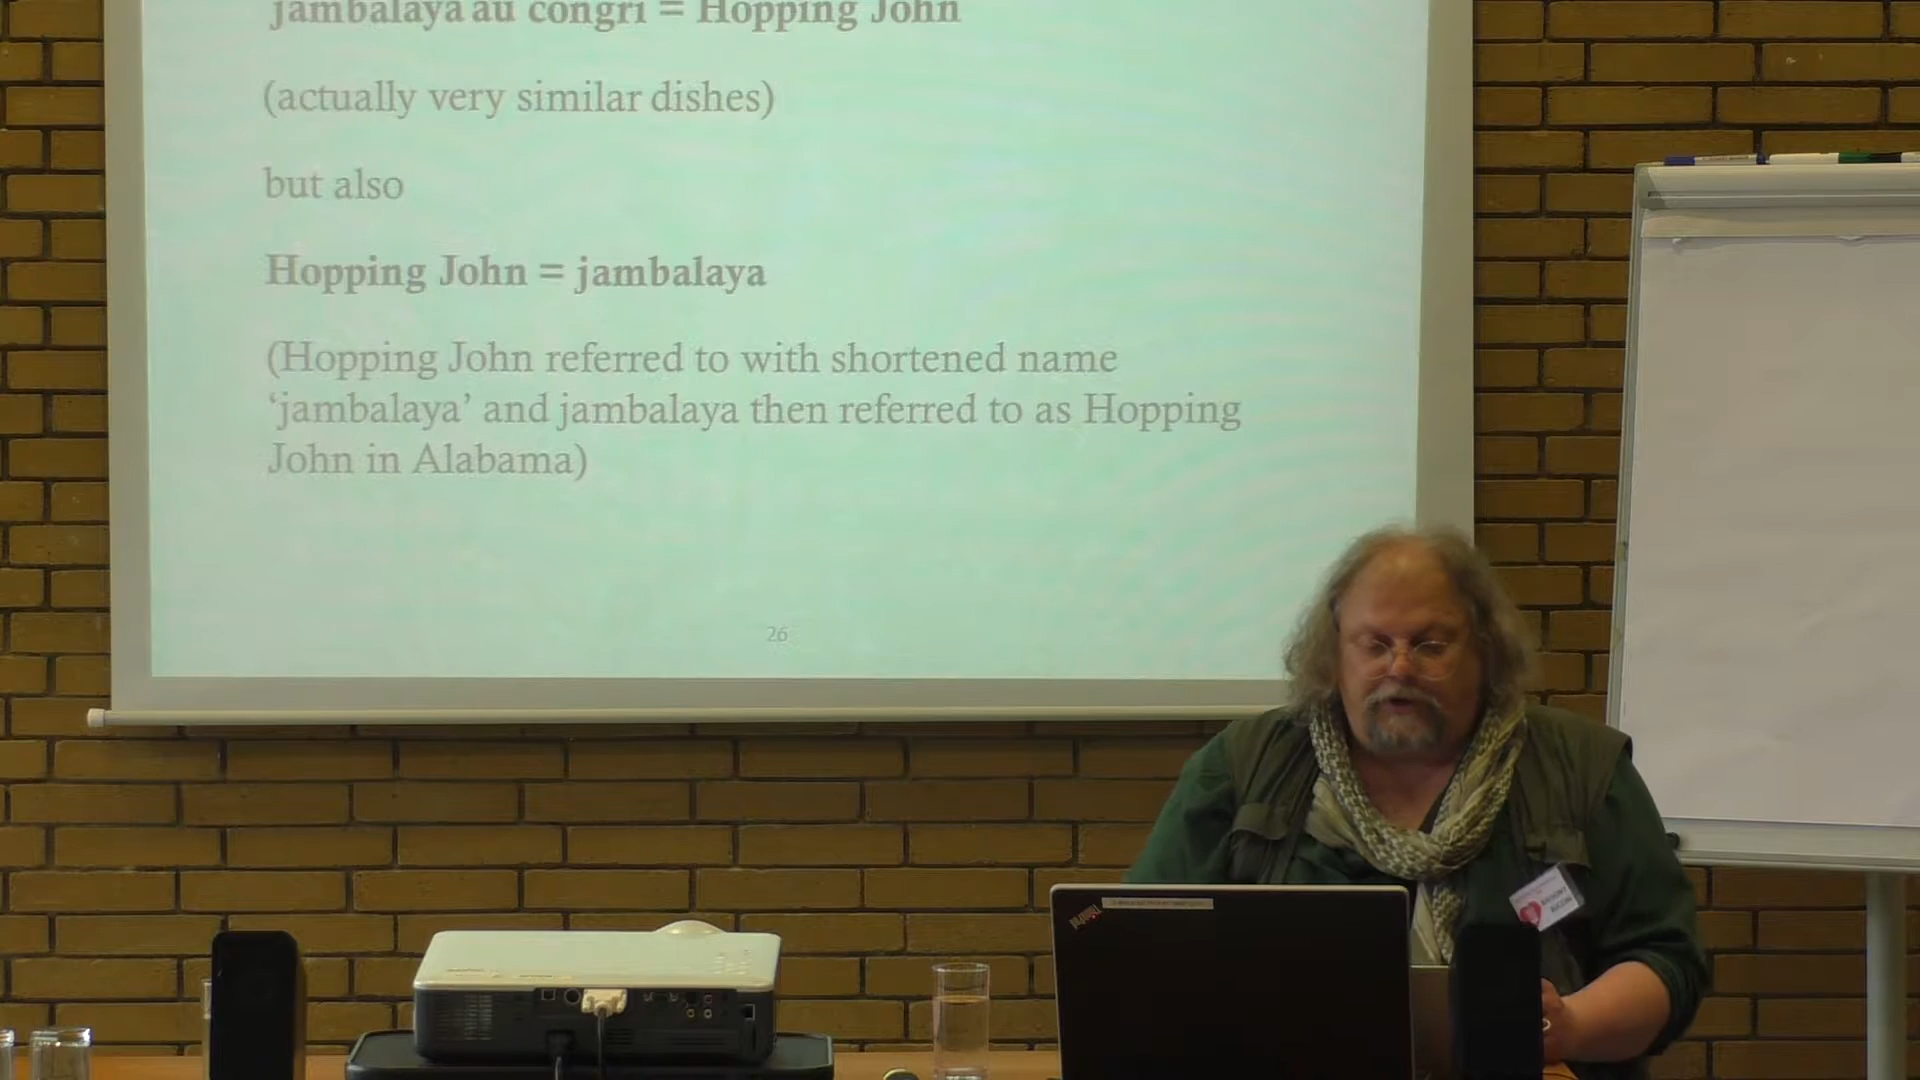 jambalaya au congri = Hopping John
(actually very similar dishes)
but also
Hopping John = jambalaya
(Hopping John referred to with shortened name
‘jambalaya’ and jambalaya then referred to as Hopping
John in Alabama)
26
ThinkPad